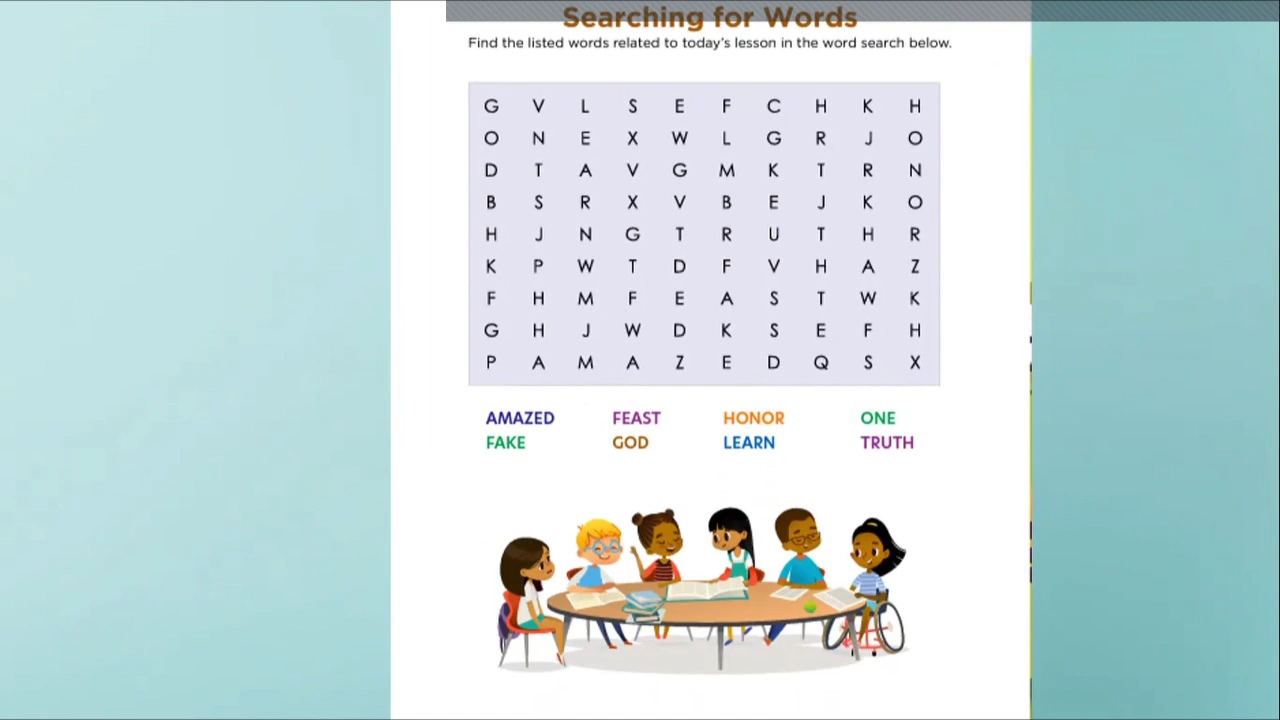 Searching for Words
Find the listed words related to today's lesson in the word search below.
G V L S E F C H K H
O N E X W L G R J O
D T A V G M K T R N
B S R X V B E J K O
H J N G T R U T H R
K P W T D F V H A Z
F H M F E A S T W K
G H J W D K S E F H
P A M A Z E D Q S X
AMAZED FEAST HONOR ONE
FAKE GOD LEARN TRUTH